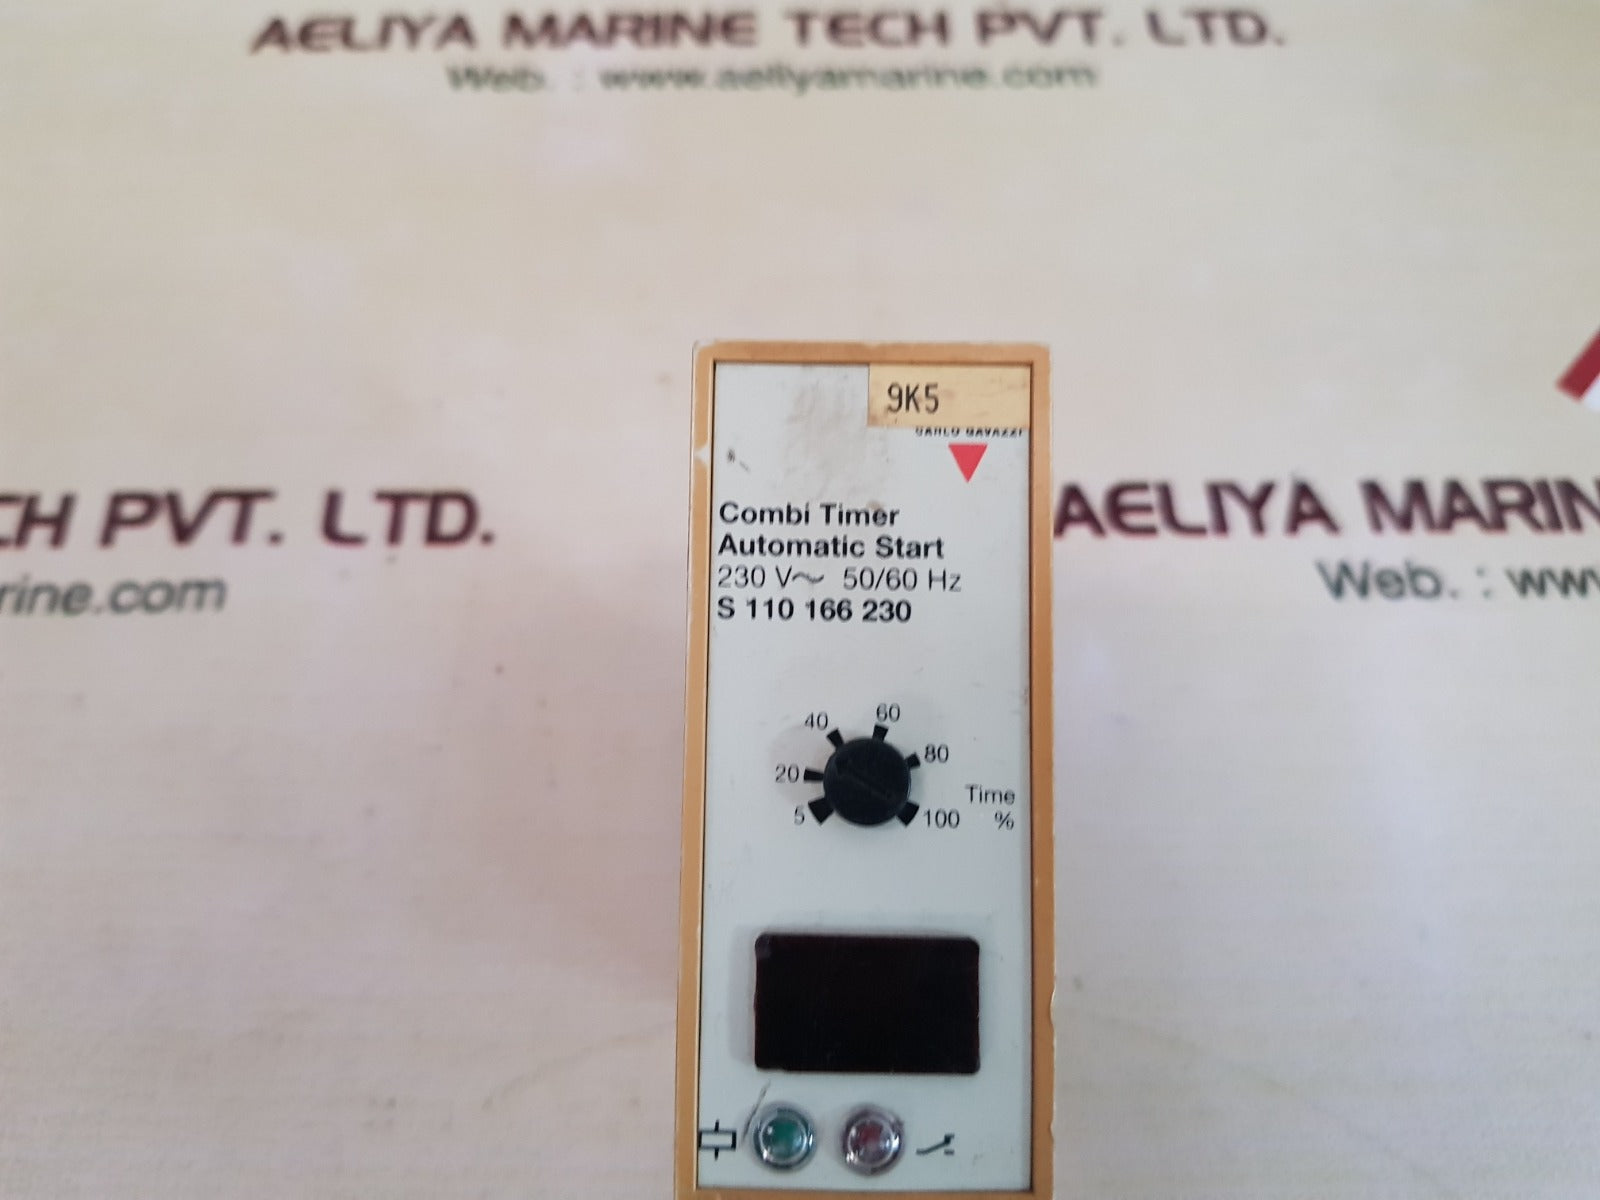 AELIYA MARINE TECH PVT. LTD.
Web. : www.aeliyamarine.com
CH PVT. LTD.
rine.com
AELIYA MARIN
Web. : www
9K5
CARLO GAVAZZI
Combi Timer
Automatic Start
230 V~ 50/60 Hz
S 110 166 230
40 60
20 80
5 100
Time
%